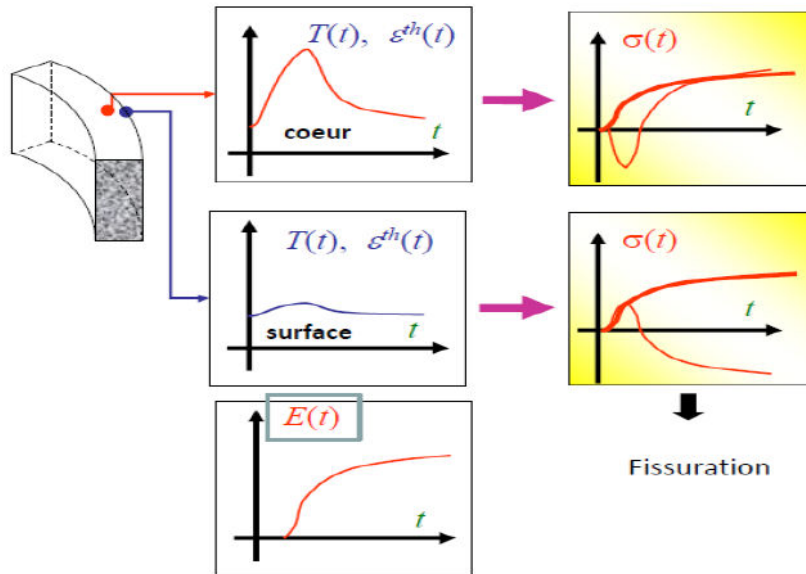 T(t), ε^th(t)
coeur
t
σ(t)
t
T(t), ε^th(t)
surface
t
σ(t)
t
E(t)
t
Fissuration